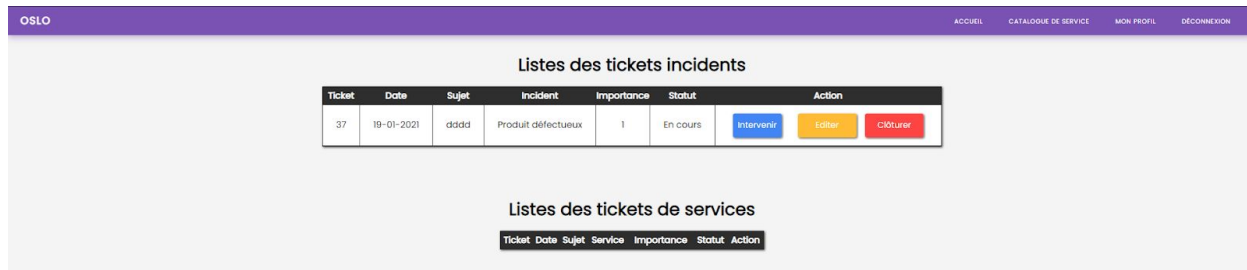 OSLO ACCUEIL CATALOGUE DE SERVICE MON PROFIL DÉCONNEXION
Listes des tickets incidents
Ticket Date Sujet Incident Importance Statut Action
37 19-01-2021 dddd Produit défectueux 1 En cours Intervenir Editer Clôturer
Listes des tickets de services
Ticket Date Sujet Service Importance Statut Action